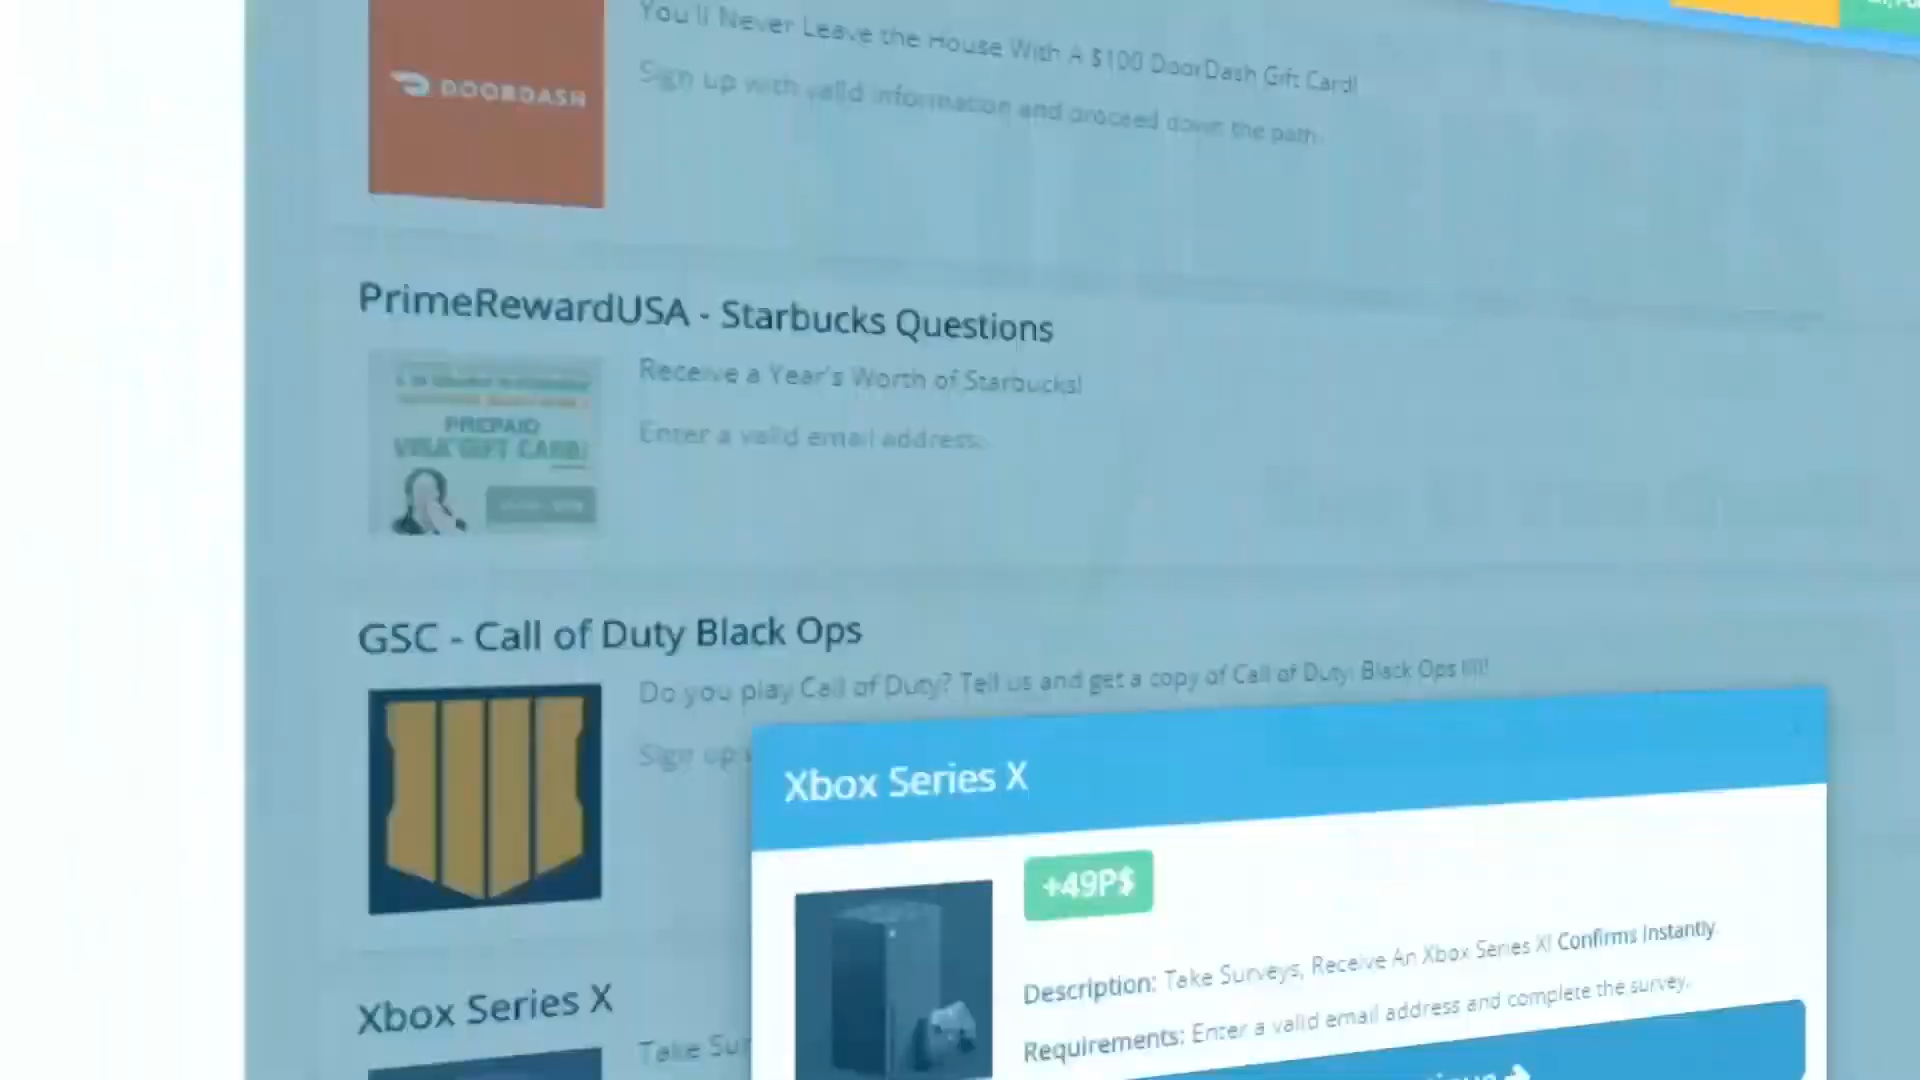 You'll Never Leave the House With A $100 DoorDash Gift Card!
DOORDASH
Sign up with valid information and proceed down the path.
PrimeRewardUSA - Starbucks Questions
Receive a Year's Worth of Starbucks!
PREPAID
VISA GIFT CARD!
Enter a valid email address.
GSC - Call of Duty Black Ops
Do you play Call of Duty? Tell us and get a copy of Call of Duty: Black Ops IIII!
Sign up
Xbox Series X
+49P$
Description: Take Surveys, Receive An Xbox Series X! Confirms Instantly.
Requirements: Enter a valid email address and complete the survey.
Xbox Series X
Take Sur